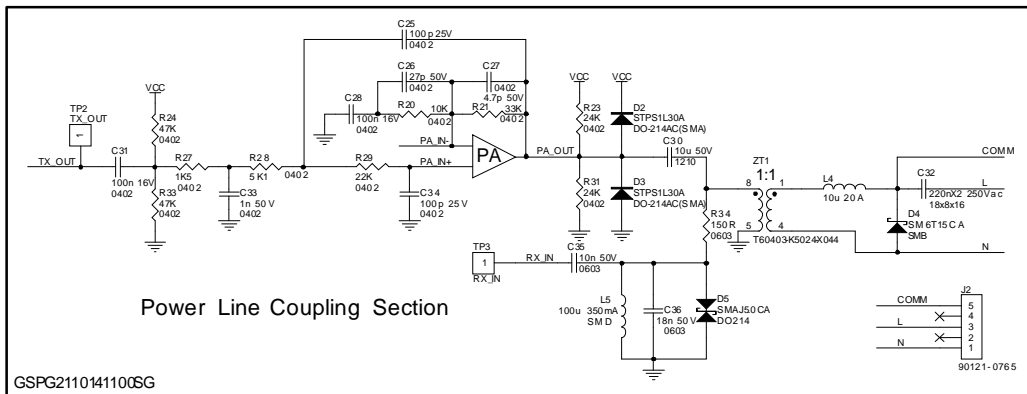 C25
100p 25V
0402
C26
27p 50V
0402
C27
0402
4.7p 50V
C28
100n 16V
0402
R20
10K
0402
R21
33K
0402
VCC
VCC
VCC
TP2
TX_OUT
1
R24
47K
0402
TX_OUT
C31
100n 16V
0402
R27
1K5
0402
R28
5K1
0402
R29
22K
0402
PA_IN-
PA_IN+
PA
PA_OUT
R33
47K
0402
C33
1n 50V
0402
C34
100p 25V
0402
R23
24K
0402
D2
STPS1L30A
DO-214AC(SMA)
C30
10u 50V
1210
R31
24K
0402
D3
STPS1L30A
DO-214AC(SMA)
ZT1
1:1
8
1
5
4
T60403-K5024-X044
L4
10u 20A
COMM
C32
L
220nX2 250Vac
18x8x16
D4
SM6T15CA
SMB
N
R34
150R
0603
TP3
1
RX_IN
RX_IN
C35
10n 50V
0603
L5
100u 350mA
SMD
C36
18n 50V
0603
D5
SMAJ50CA
DO214
Power Line Coupling Section
J2
COMM
5
4
L
3
2
N
1
90121-0765
GSPG2110141100SG